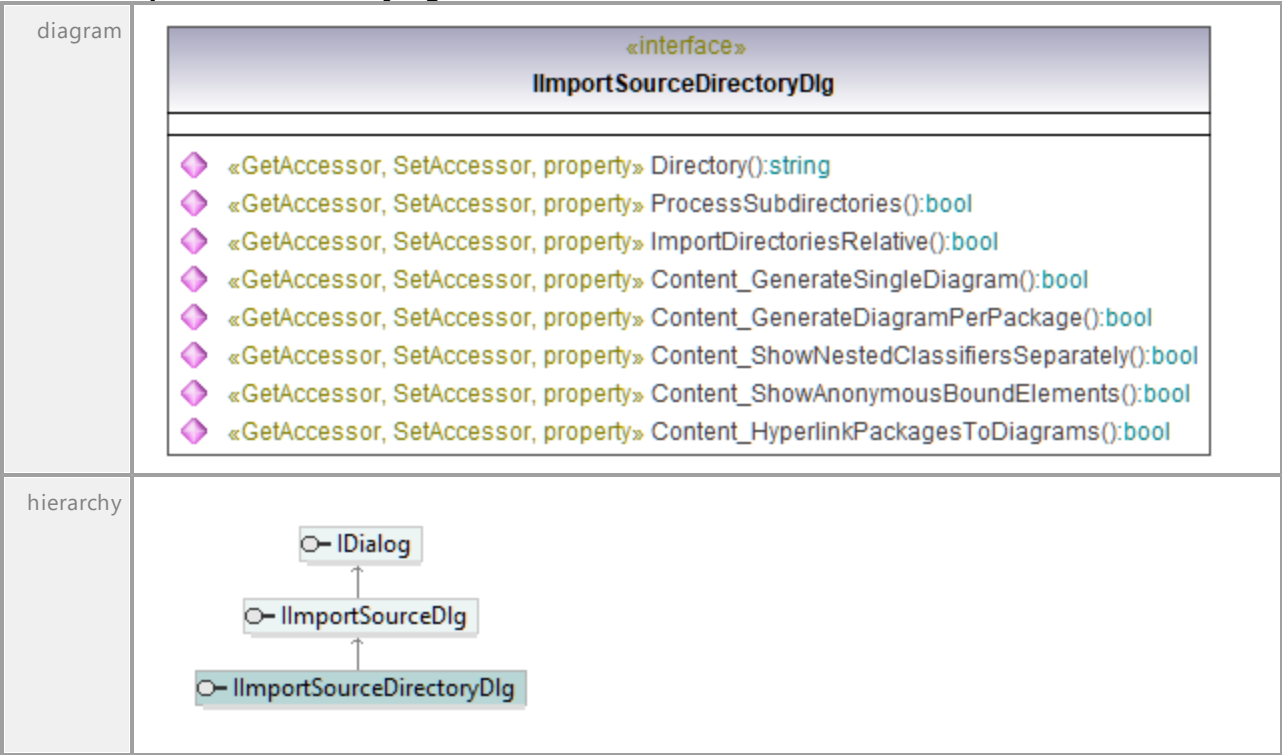 diagram
«interface»
IImportSourceDirectoryDlg
«GetAccessor, SetAccessor, property» Directory():string
«GetAccessor, SetAccessor, property» ProcessSubdirectories():bool
«GetAccessor, SetAccessor, property» ImportDirectoriesRelative():bool
«GetAccessor, SetAccessor, property» Content_GenerateSingleDiagram():bool
«GetAccessor, SetAccessor, property» Content_GenerateDiagramPerPackage():bool
«GetAccessor, SetAccessor, property» Content_ShowNestedClassifiersSeparately():bool
«GetAccessor, SetAccessor, property» Content_ShowAnonymousBoundElements():bool
«GetAccessor, SetAccessor, property» Content_HyperlinkPackagesToDiagrams():bool
hierarchy
IDialog
IImportSourceDlg
IImportSourceDirectoryDlg